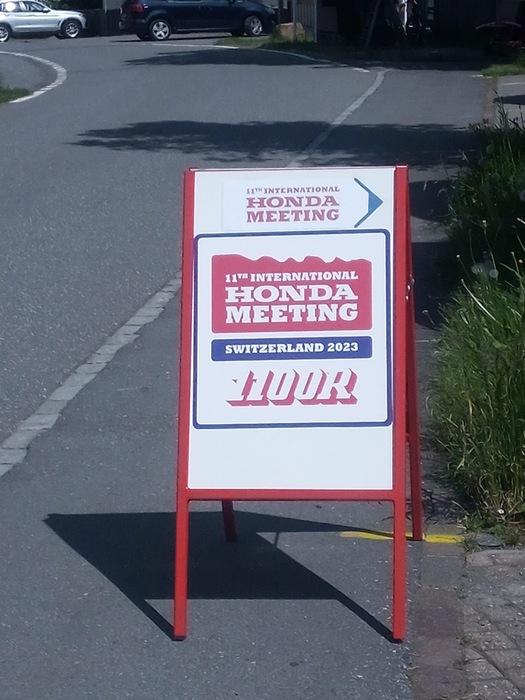 11TH INTERNATIONAL
HONDA
MEETING
11TH INTERNATIONAL
HONDA
MEETING
SWITZERLAND 2023
1100R